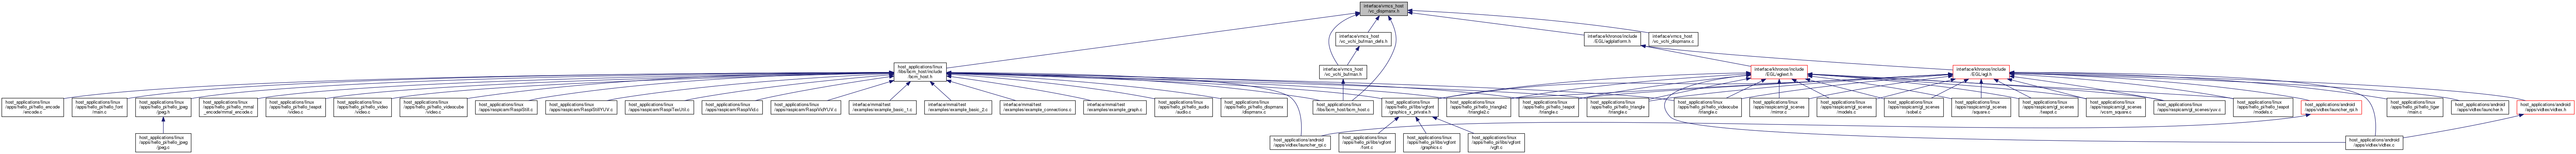 interface/vmcs_host
/vc_dispmanx.h
interface/vmcs_host
/vc_vchi_bufman_defs.h
interface/khronos/include
/EGL/eglplatform.h
interface/vmcs_host
/vc_vchi_dispmanx.c
host_applications/linux
/libs/bcm_host/include
/bcm_host.h
interface/vmcs_host
/vc_vchi_bufman.h
interface/khronos/include
/EGL/eglext.h
interface/khronos/include
/EGL/egl.h
host_applications/linux
/apps/hello_pi/hello_encode
/encode.c
host_applications/linux
/apps/hello_pi/hello_font
/main.c
host_applications/linux
/apps/hello_pi/hello_jpeg
/jpeg.h
host_applications/linux
/apps/hello_pi/hello_mmal
_encode/mmal_encode.c
host_applications/linux
/apps/hello_pi/hello_teapot
/video.c
host_applications/linux
/apps/hello_pi/hello_video
/video.c
host_applications/linux
/apps/hello_pi/hello_videocube
/video.c
host_applications/linux
/apps/raspicam/RaspiStill.c
host_applications/linux
/apps/raspicam/RaspiStillYUV.c
host_applications/linux
/apps/raspicam/RaspiTexUtil.c
host_applications/linux
/apps/raspicam/RaspiVid.c
host_applications/linux
/apps/raspicam/RaspiVidYUV.c
interface/mmal/test
/examples/example_basic_1.c
interface/mmal/test
/examples/example_basic_2.c
interface/mmal/test
/examples/example_connections.c
interface/mmal/test
/examples/example_graph.c
host_applications/linux
/apps/hello_pi/hello_audio
/audio.c
host_applications/linux
/apps/hello_pi/hello_dispmanx
/dispmanx.c
host_applications/linux
/libs/bcm_host/bcm_host.c
host_applications/linux
/apps/hello_pi/libs/vgfont
/graphics_x_private.h
host_applications/linux
/apps/hello_pi/hello_triangle2
/triangle2.c
host_applications/linux
/apps/hello_pi/hello_teapot
/triangle.c
host_applications/linux
/apps/hello_pi/hello_triangle
/triangle.c
host_applications/linux
/apps/hello_pi/hello_videocube
/triangle.c
host_applications/linux
/apps/raspicam/gl_scenes
/mirror.c
host_applications/linux
/apps/raspicam/gl_scenes
/models.c
host_applications/linux
/apps/raspicam/gl_scenes
/sobel.c
host_applications/linux
/apps/raspicam/gl_scenes
/square.c
host_applications/linux
/apps/raspicam/gl_scenes
/teapot.c
host_applications/linux
/apps/raspicam/gl_scenes
/vcsm_square.c
host_applications/linux
/apps/raspicam/gl_scenes/yuv.c
host_applications/linux
/apps/hello_pi/hello_teapot
/models.c
host_applications/android
/apps/vidtex/launcher_rpi.h
host_applications/linux
/apps/hello_pi/hello_tiger
/main.c
host_applications/android
/apps/vidtex/launcher.h
host_applications/android
/apps/vidtex/vidtex.h
host_applications/linux
/apps/hello_pi/hello_jpeg
/jpeg.c
host_applications/android
/apps/vidtex/launcher_rpi.c
host_applications/linux
/apps/hello_pi/libs/vgfont
/font.c
host_applications/linux
/apps/hello_pi/libs/vgfont
/graphics.c
host_applications/linux
/apps/hello_pi/libs/vgfont
/vgft.c
host_applications/android
/apps/vidtex/vidtex.c